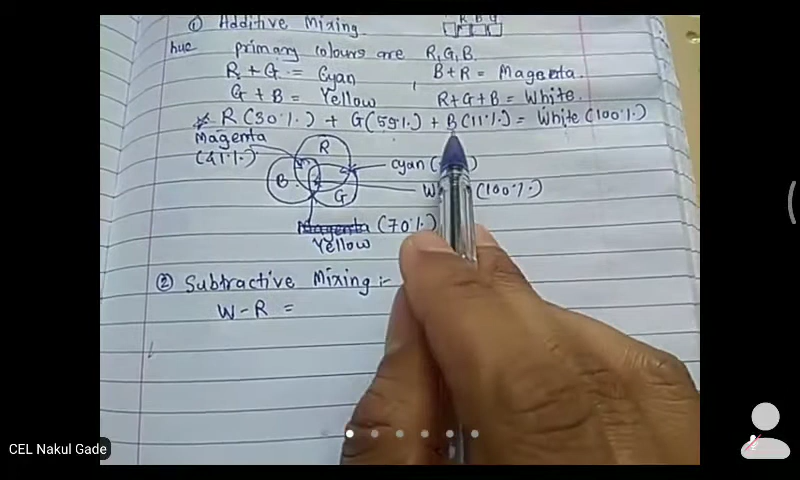 ① Additive Mixing
R B G
hue primary colours are R, G, B.
R + G = Cyan B + R = Magenta.
G + B = Yellow R+G+B = White.
R (30%) + G (59%) + B (11%) = White (100%)
Magenta
(41%)
R
B
G
Cyan
W (100%)
Magenta (70%)
Yellow
② Subtractive Mixing :-
W - R =
CEL Nakul Gade